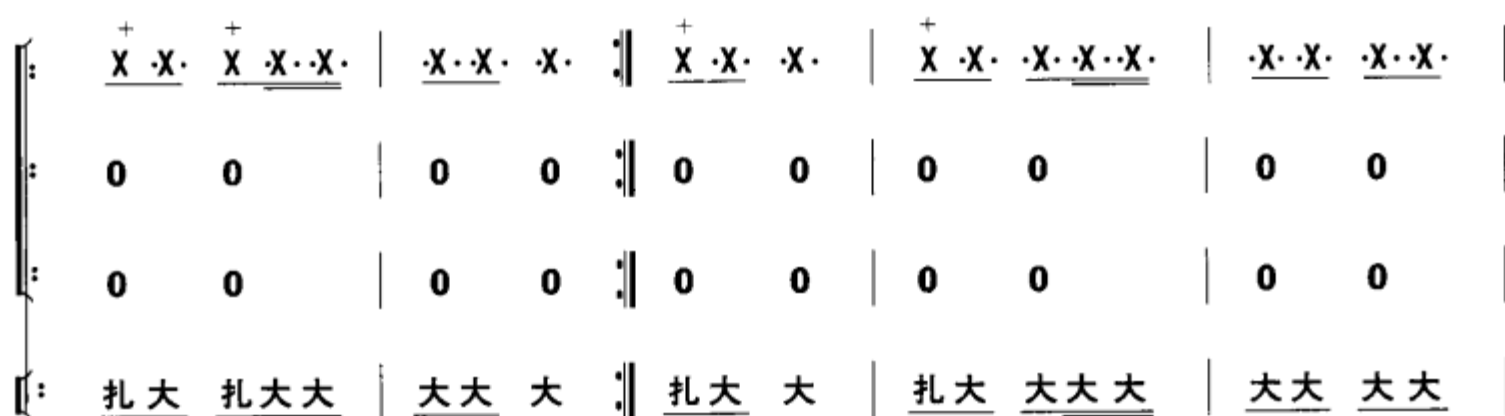 X ·X· X ·X··X· | ·X··X· ·X· :‖ X ·X· ·X· | X ·X· ·X··X··X· | ·X··X· ·X··X· |
0 0 | 0 0 :‖ 0 0 | 0 0 | 0 0 |
0 0 | 0 0 :‖ 0 0 | 0 0 | 0 0 |
扎大 扎大大 | 大大 大 :‖ 扎大 大 | 扎大 大大大 | 大大 大大 |